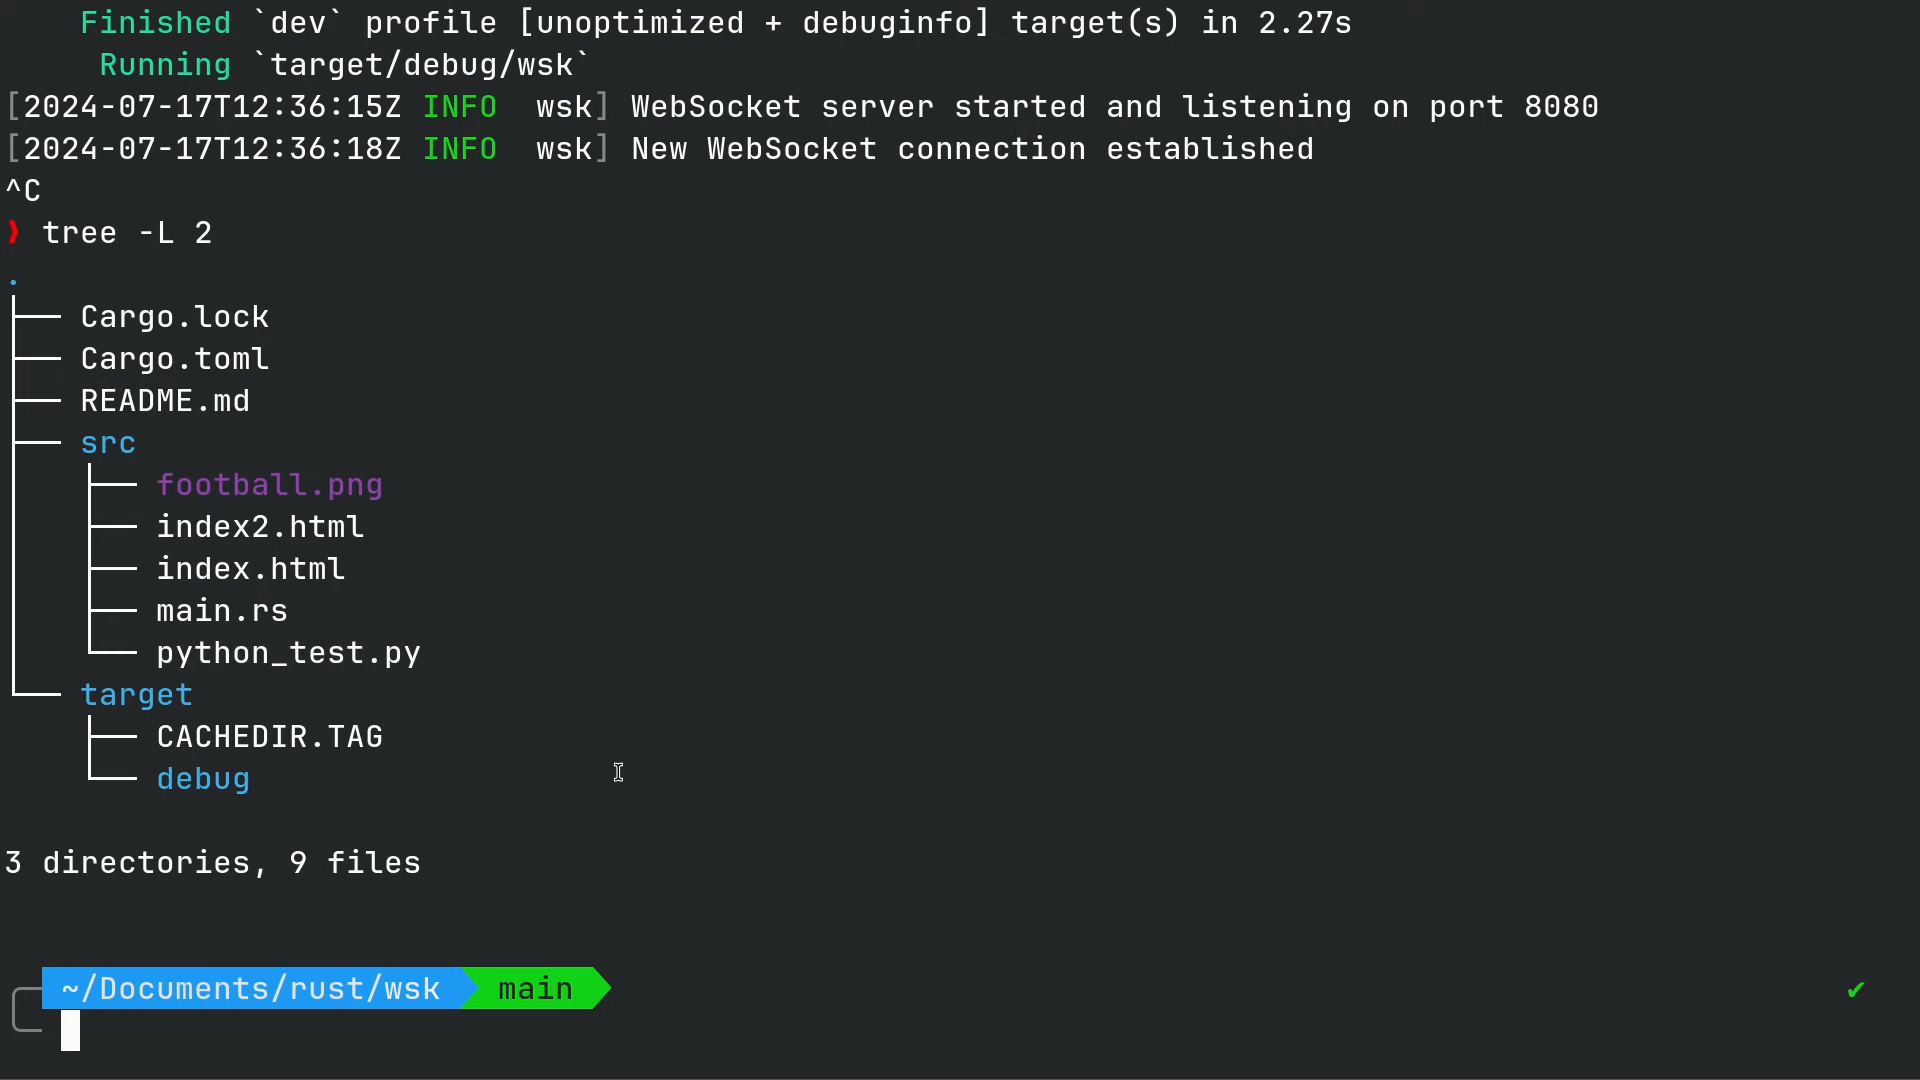 Finished `dev` profile [unoptimized + debuginfo] target(s) in 2.27s
Running `target/debug/wsk`
[2024-07-17T12:36:15Z INFO  wsk] WebSocket server started and listening on port 8080
[2024-07-17T12:36:18Z INFO  wsk] New WebSocket connection established
^C
❯ tree -L 2
.
├── Cargo.lock
├── Cargo.toml
├── README.md
├── src
│   ├── football.png
│   ├── index2.html
│   ├── index.html
│   ├── main.rs
│   └── python_test.py
└── target
    ├── CACHEDIR.TAG
    └── debug
3 directories, 9 files
~/Documents/rust/wsk main ✔